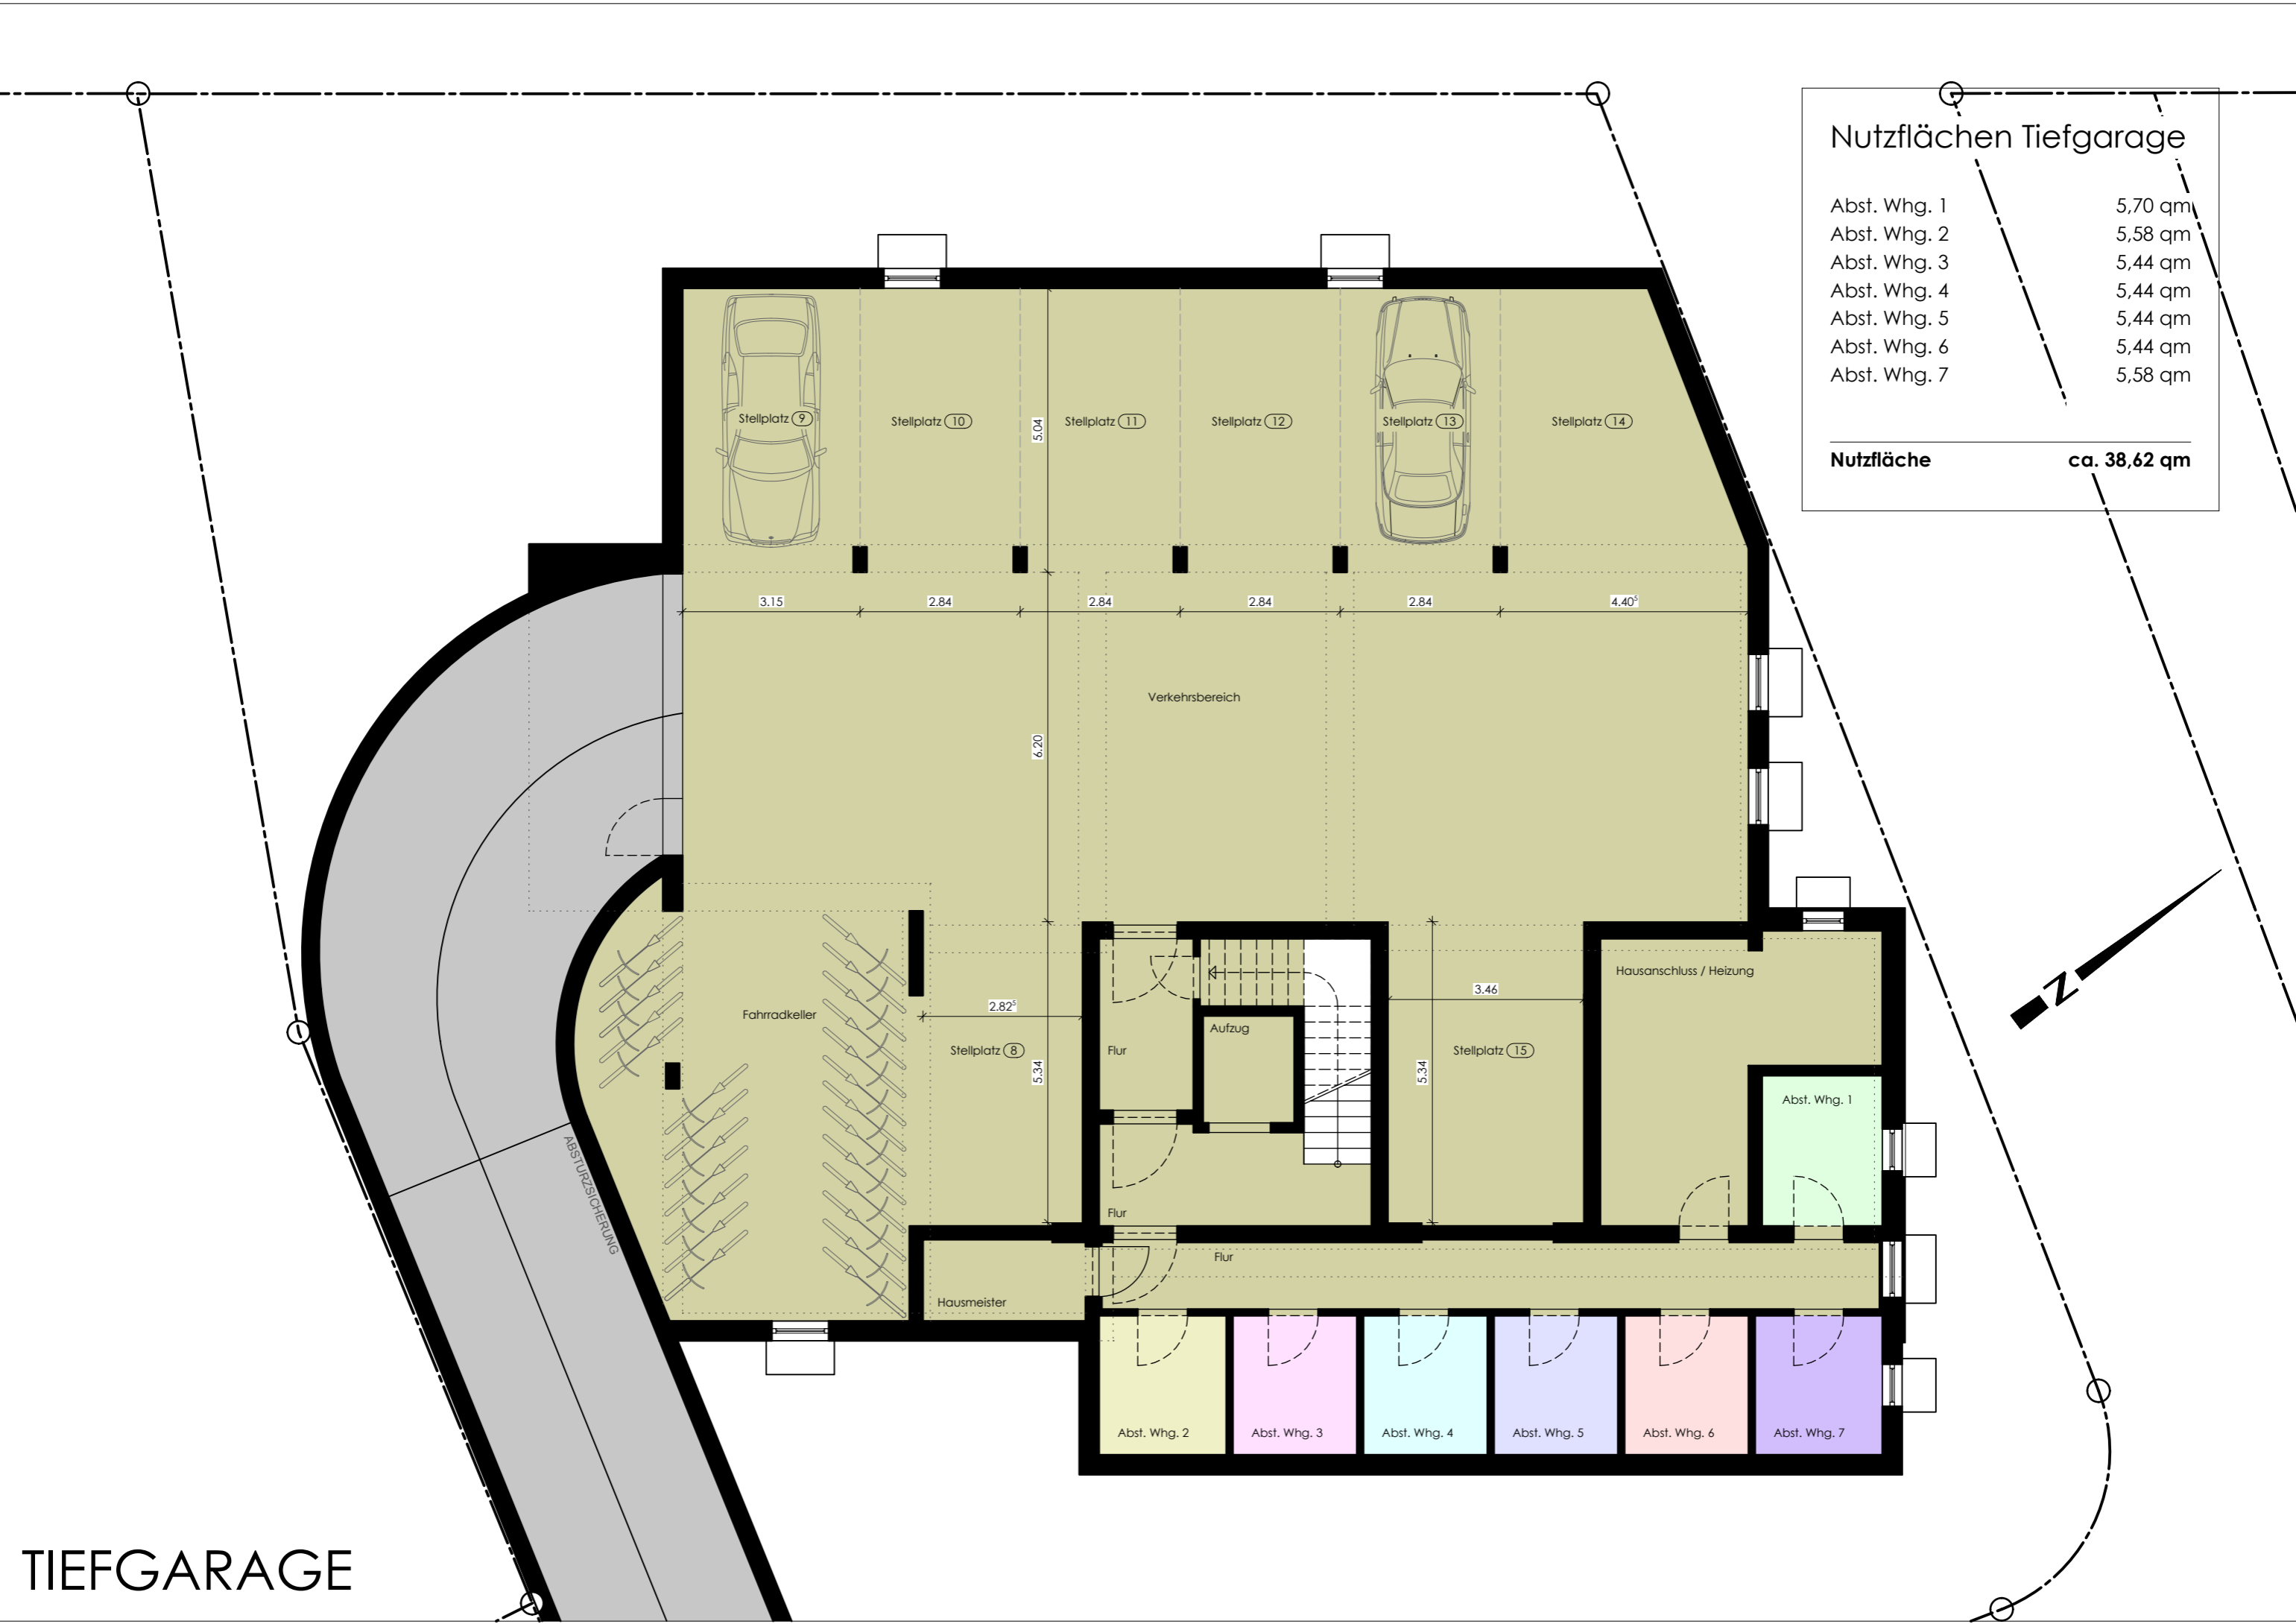 Nutzflächen Tiefgarage
Abst. Whg. 1 5,70 qm
Abst. Whg. 2 5,58 qm
Abst. Whg. 3 5,44 qm
Abst. Whg. 4 5,44 qm
Abst. Whg. 5 5,44 qm
Abst. Whg. 6 5,44 qm
Abst. Whg. 7 5,58 qm
Nutzfläche ca. 38,62 qm
Stellplatz 9
Stellplatz 10
Stellplatz 11
Stellplatz 12
Stellplatz 13
Stellplatz 14
5.04
3.15
2.84
2.84
2.84
2.84
4.40⁵
Verkehrsbereich
6.20
Hausanschluss / Heizung
N
3.46
2.82⁵
Fahrradkeller
Aufzug
Stellplatz 8
Flur
Stellplatz 15
5.34
5.34
Abst. Whg. 1
ABSTURZSICHERUNG
Flur
Flur
Hausmeister
Abst. Whg. 2
Abst. Whg. 3
Abst. Whg. 4
Abst. Whg. 5
Abst. Whg. 6
Abst. Whg. 7
TIEFGARAGE